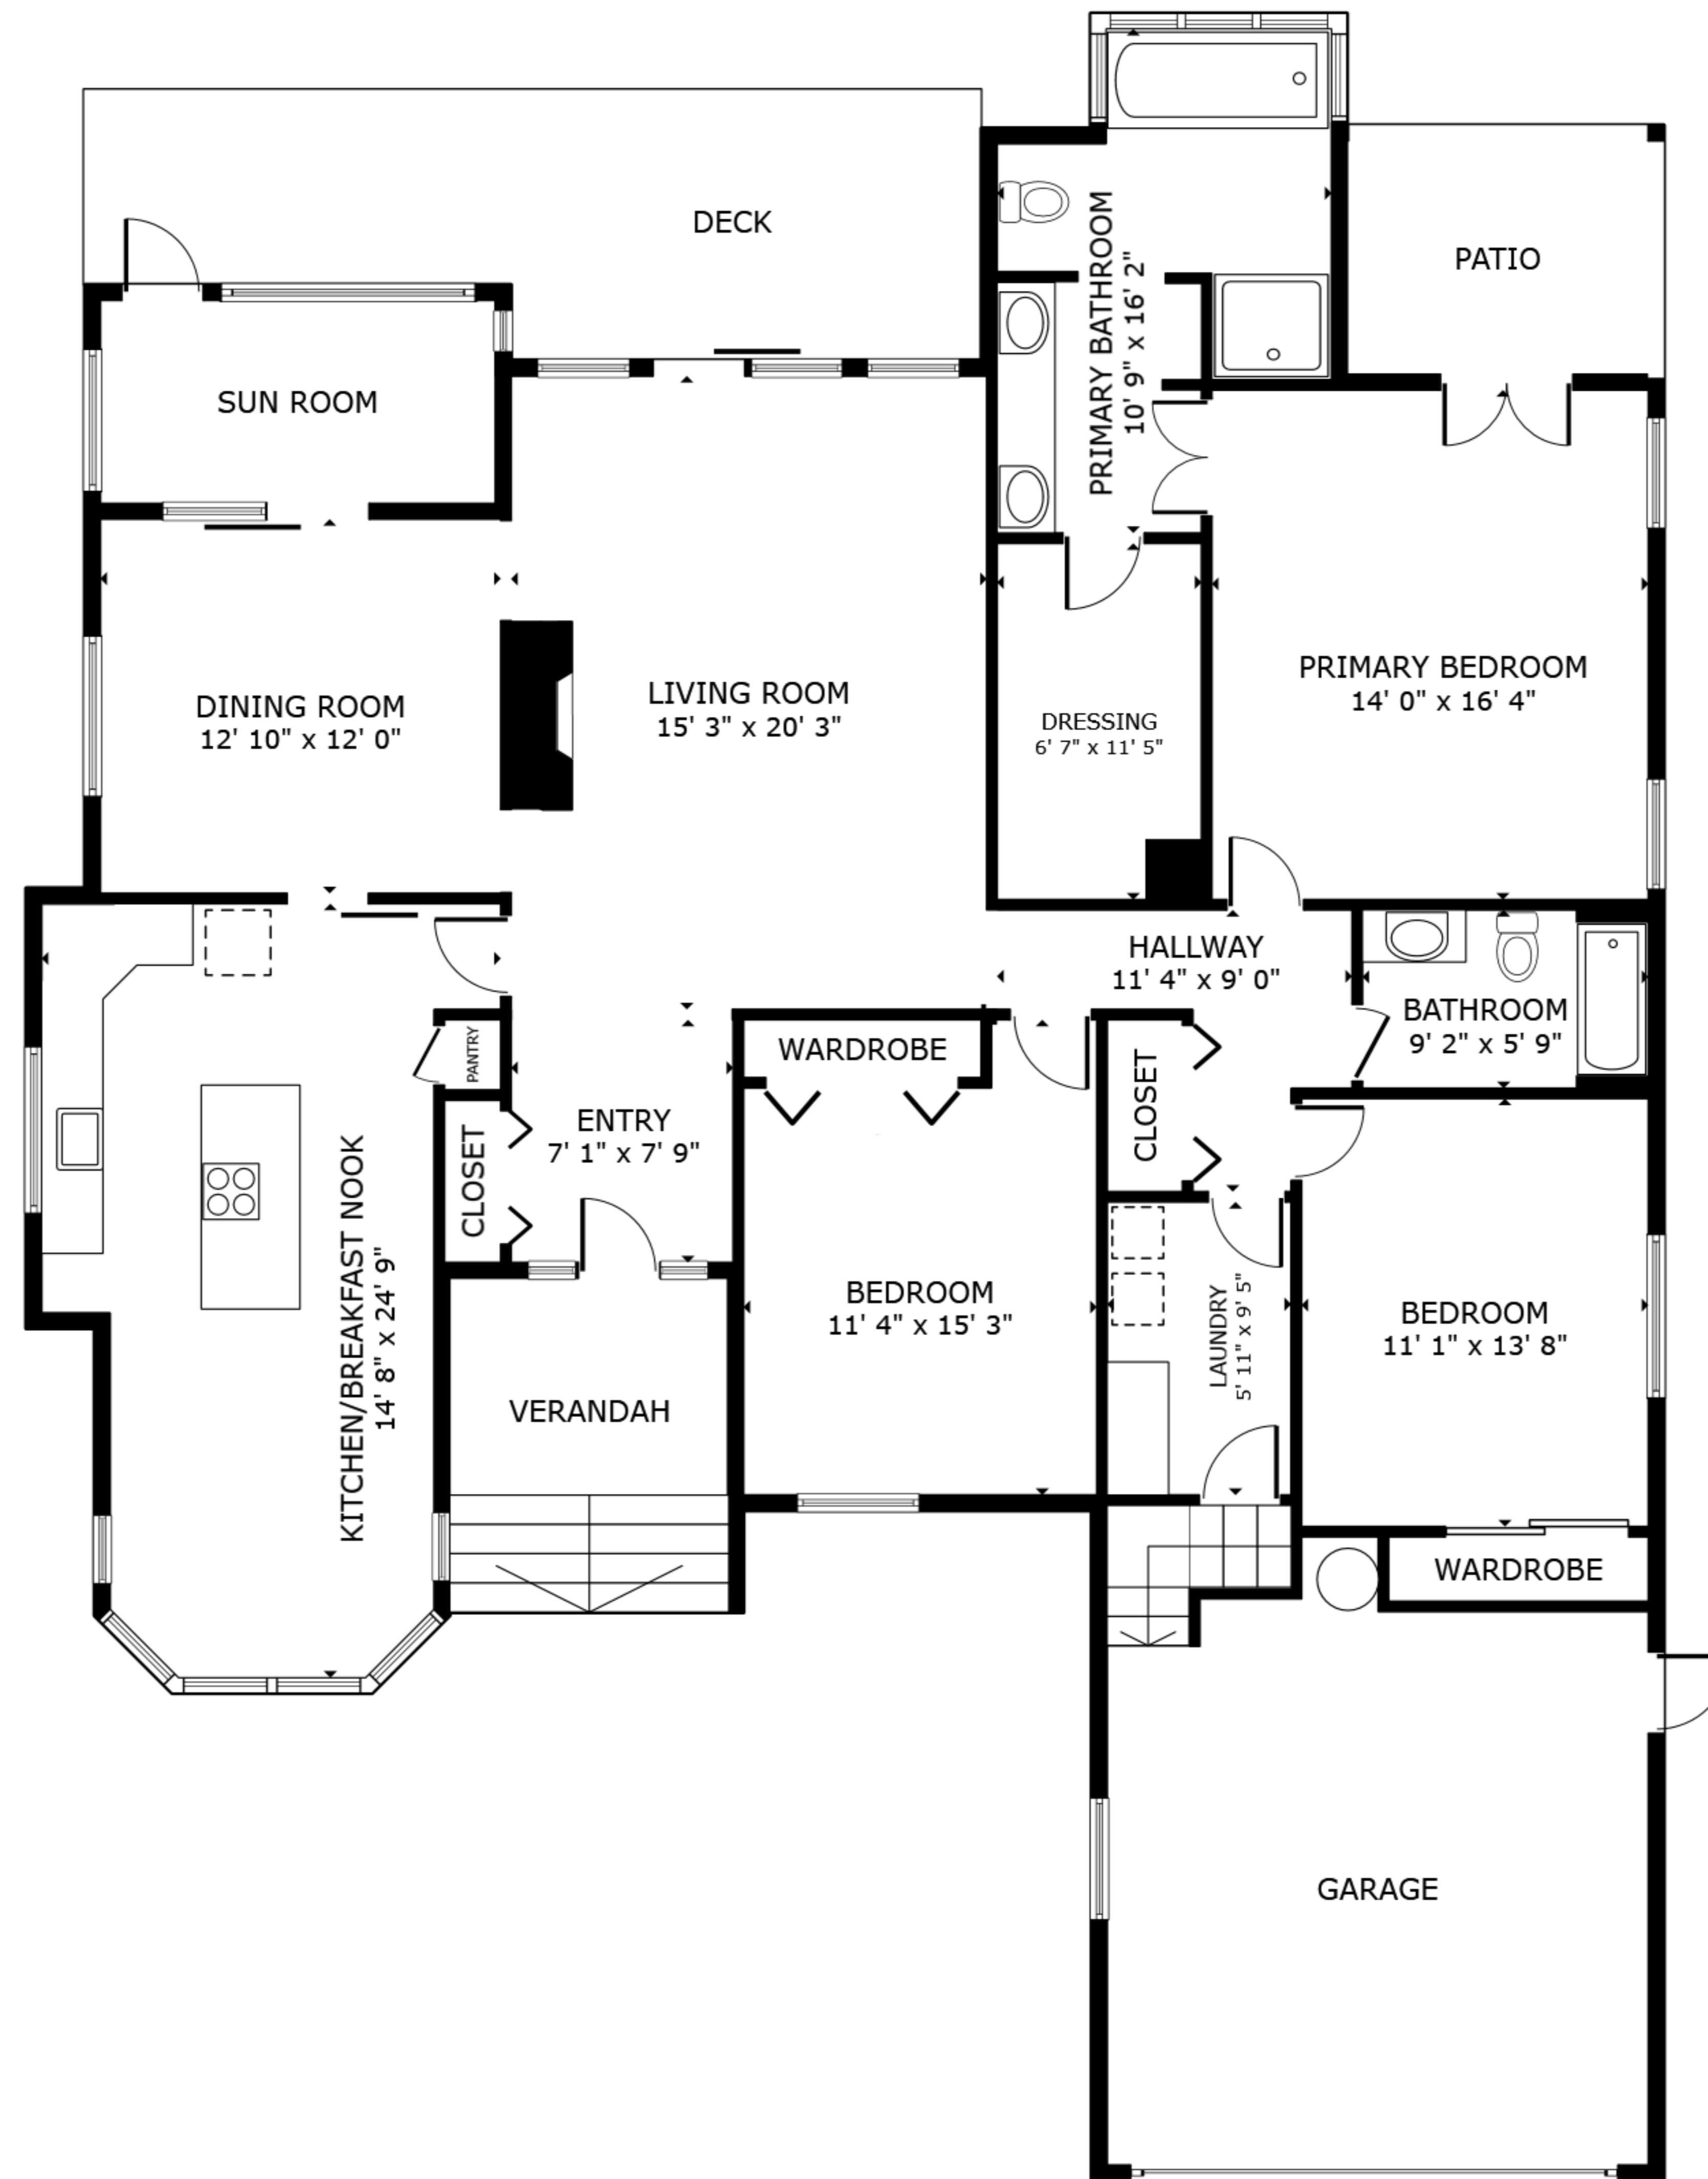 DECK
PATIO
PRIMARY BATHROOM
10' 9" x 16' 2"
SUN ROOM
DINING ROOM
12' 10" x 12' 0"
LIVING ROOM
15' 3" x 20' 3"
DRESSING
6' 7" x 11' 5"
PRIMARY BEDROOM
14' 0" x 16' 4"
HALLWAY
11' 4" x 9' 0"
BATHROOM
9' 2" x 5' 9"
PANTRY
WARDROBE
CLOSET
ENTRY
7' 1" x 7' 9"
CLOSET
KITCHEN/BREAKFAST NOOK
14' 8" x 24' 9"
BEDROOM
11' 4" x 15' 3"
LAUNDRY
5' 11" x 9' 5"
BEDROOM
11' 1" x 13' 8"
VERANDAH
WARDROBE
GARAGE